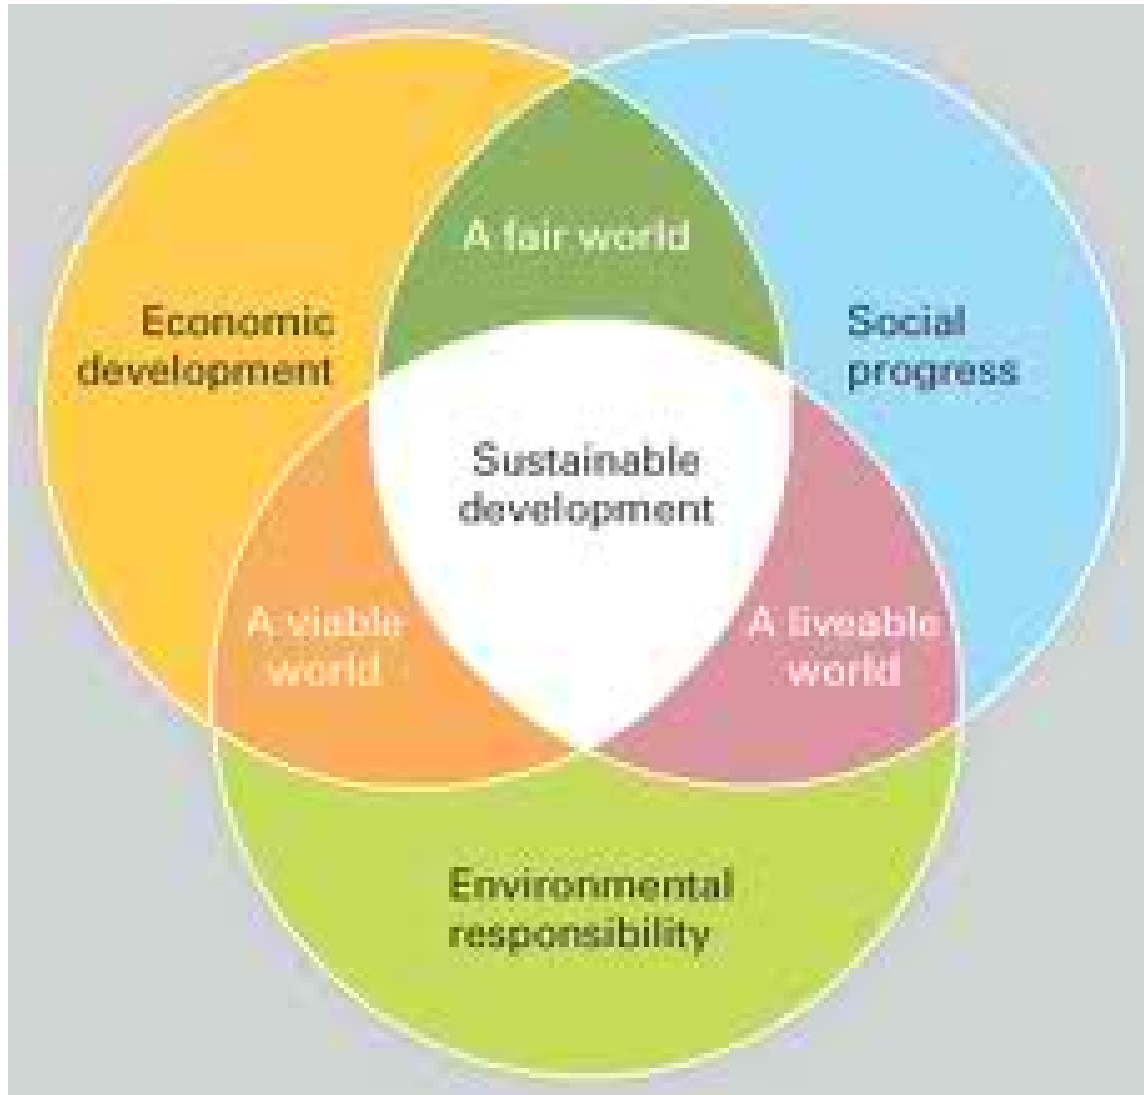 A fair world
Economic
development
Social
progress
Sustainable
development
A viable
world
A liveable
world
Environmental
responsibility